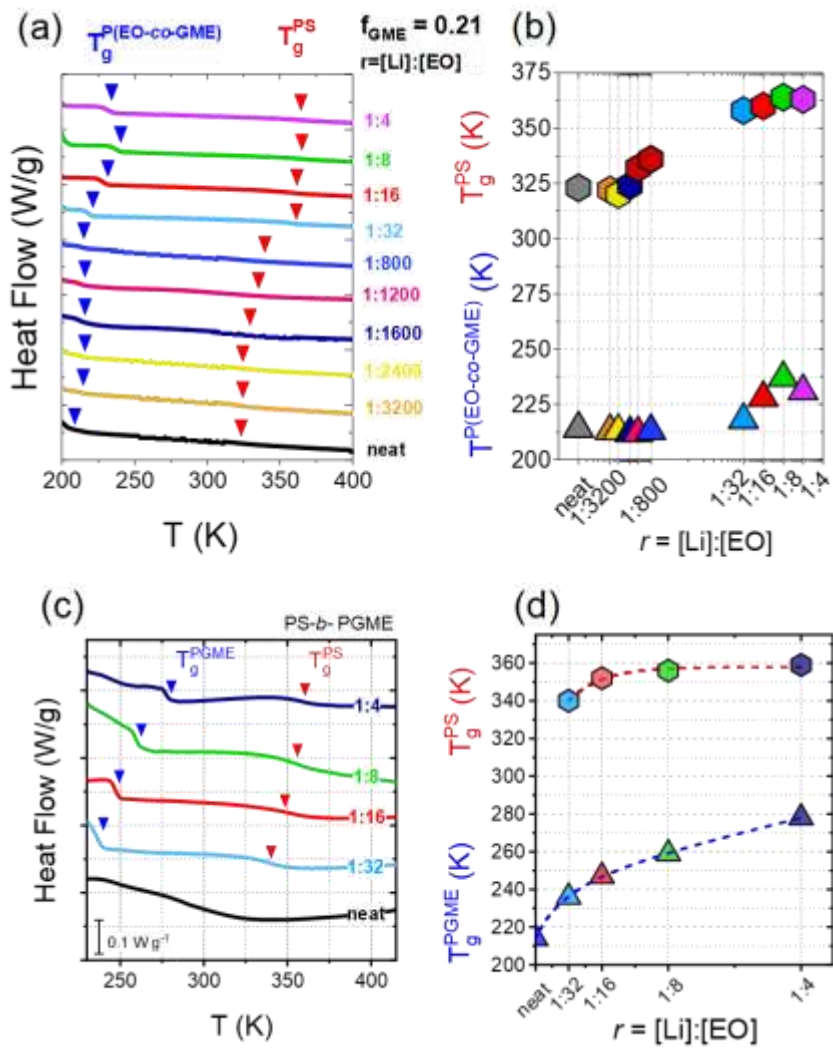 (a)
T_g^P(EO-co-GME)
T_g^PS
f_GME = 0.21
r=[Li]:[EO]
1:4
1:8
1:16
1:32
1:800
1:1200
1:1600
1:2400
1:3200
neat
Heat Flow (W/g)
200 250 300 350 400
T (K)
(b)
T_g^PS (K)
T^P(EO-co-GME) (K)
375
350
325
300
275
250
225
200
neat
1:3200
1:800
1:32
1:16
1:8
1:4
r = [Li]:[EO]
(c)
PS-b- PGME
T_g^PGME
T_g^PS
1:4
1:8
1:16
1:32
neat
0.1 W g⁻¹
Heat Flow (W/g)
250 300 350 400
T (K)
(d)
T_g^PS (K)
T_g^PGME (K)
360
340
320
300
280
260
240
220
200
neat
1:32
1:16
1:8
1:4
r = [Li]:[EO]